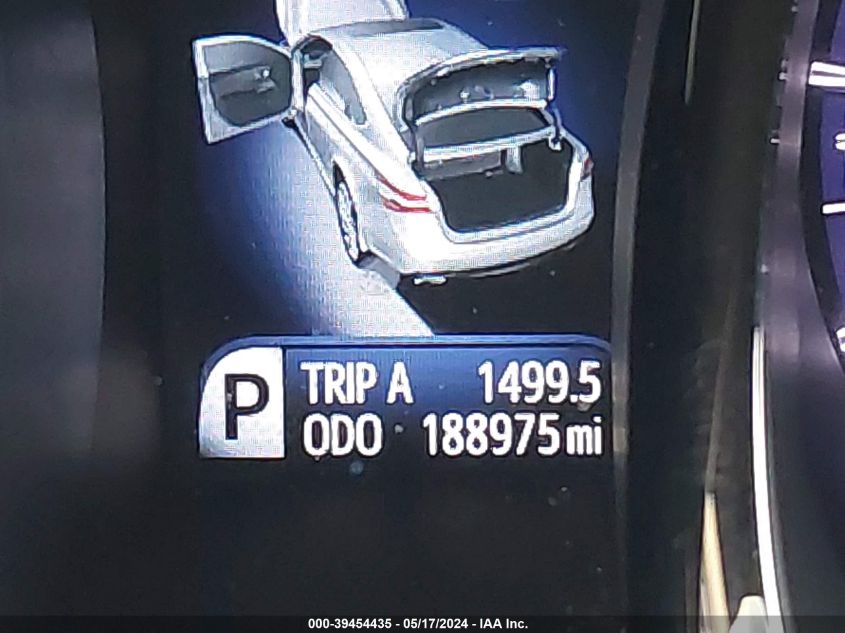 P
TRIP A 1499.5
ODO 188975 mi
000-39454435 - 05/17/2024 - IAA Inc.